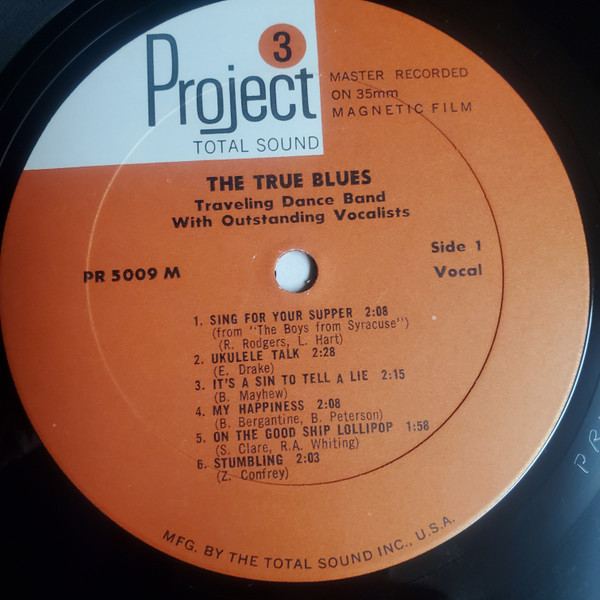 3
Project
TOTAL SOUND
MASTER RECORDED
ON 35mm
MAGNETIC FILM
THE TRUE BLUES
Traveling Dance Band
With Outstanding Vocalists
PR 5009 M
Side 1
Vocal
1. SING FOR YOUR SUPPER 2:08
(from "The Boys from Syracuse")
(R. Rodgers, L. Hart)
2. UKULELE TALK 2:28
(E. Drake)
3. IT'S A SIN TO TELL A LIE 2:15
(B. Mayhew)
4. MY HAPPINESS 2:08
(B. Bergantine, B. Peterson)
5. ON THE GOOD SHIP LOLLIPOP 1:58
(S. Clare, R.A. Whiting)
6. STUMBLING 2:03
(Z. Confrey)
MFG. BY THE TOTAL SOUND INC., U.S.A.